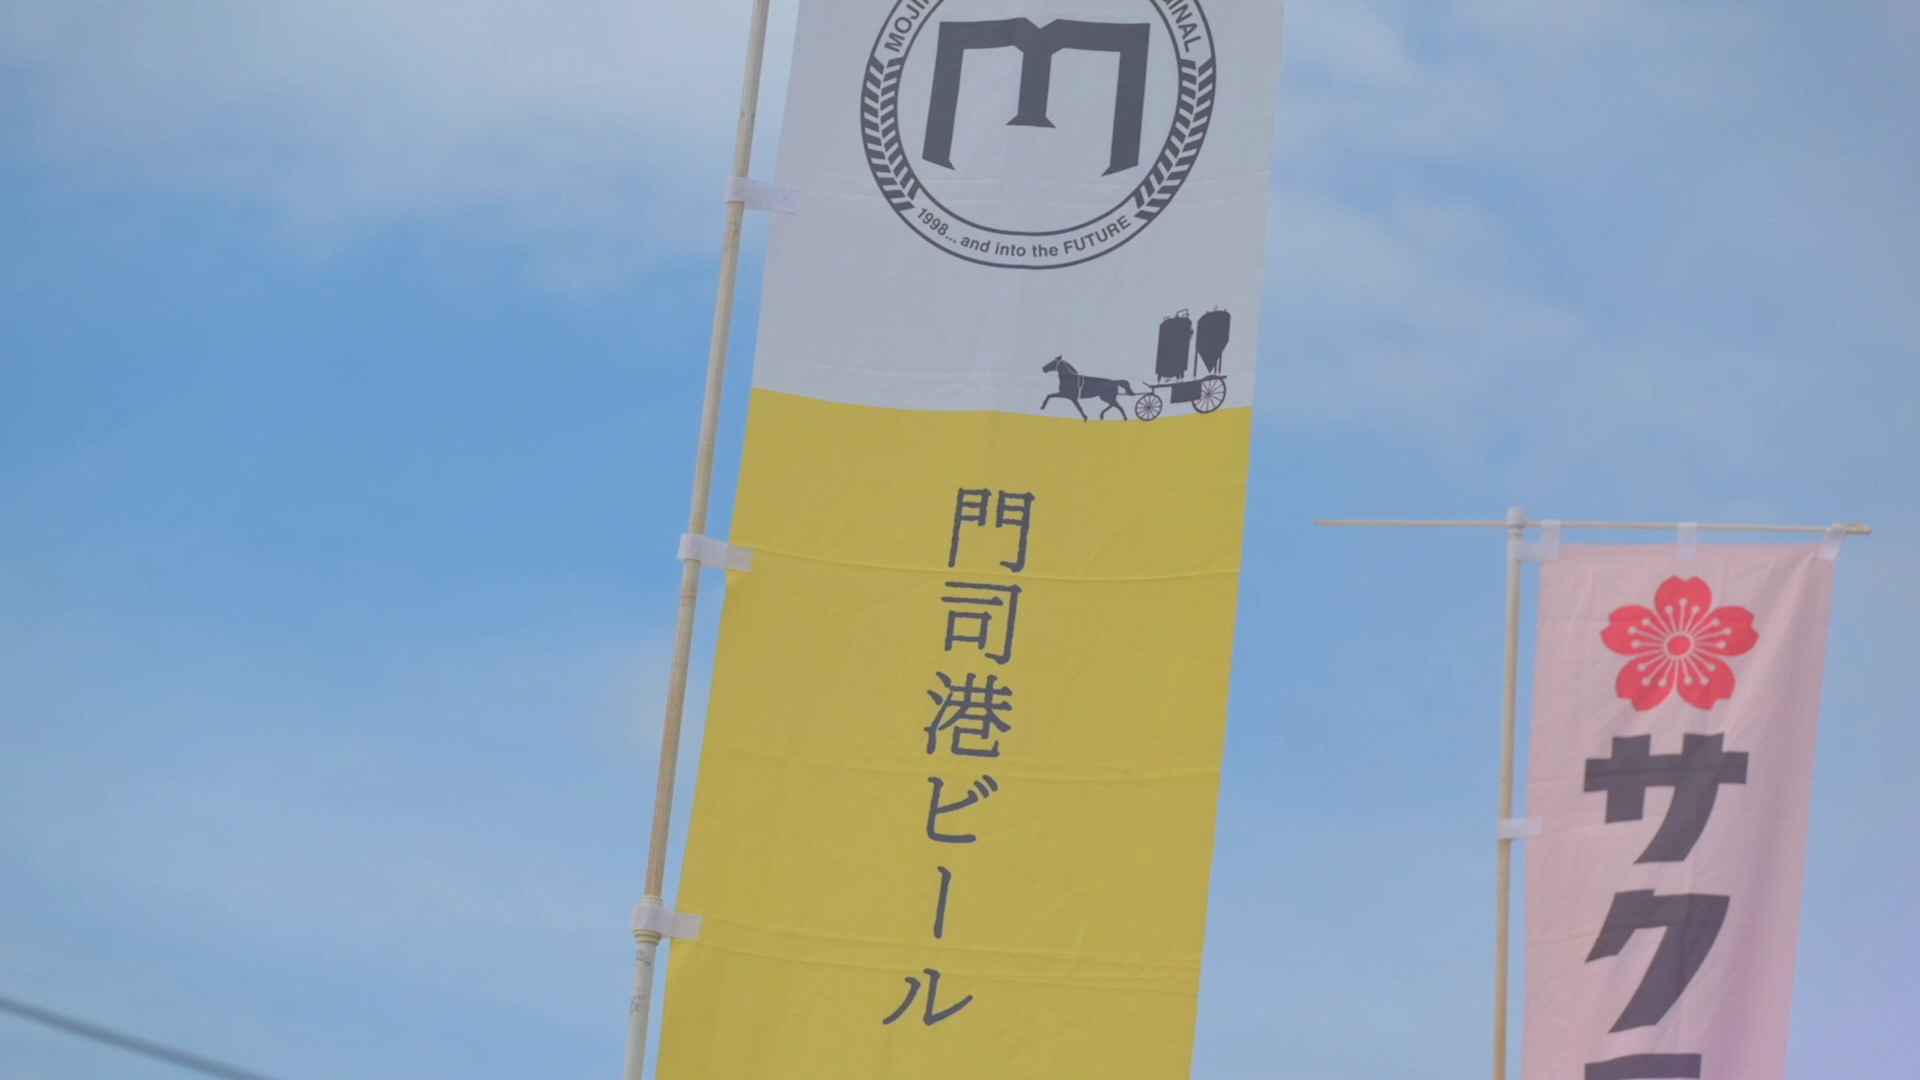 MOJI
INAL
m
1998... and into the FUTURE
門司港ビール
サク